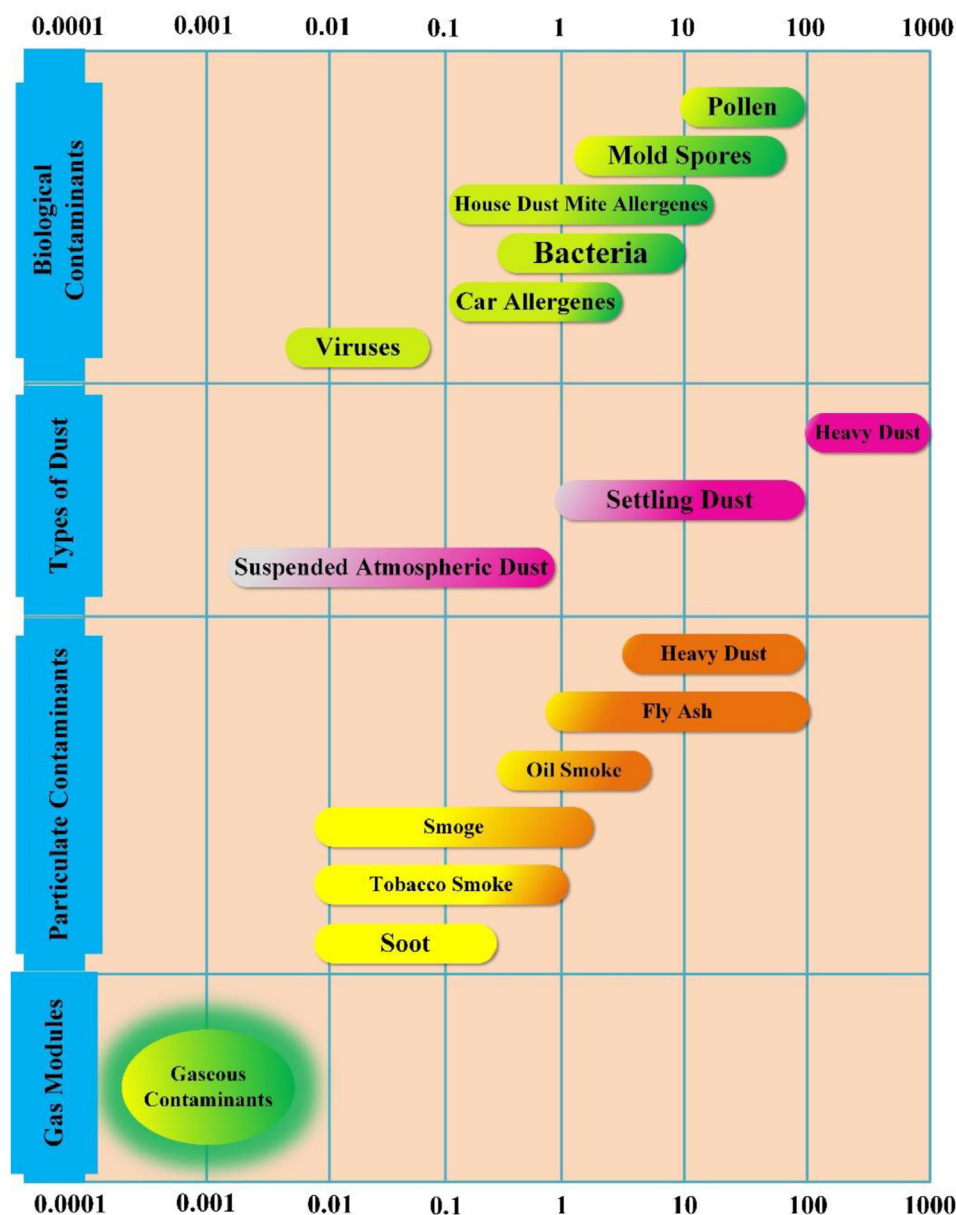 0.0001 0.001 0.01 0.1 1 10 100 1000
Biological
Contaminants
Pollen
Mold Spores
House Dust Mite Allergenes
Bacteria
Car Allergenes
Viruses
Types of Dust
Heavy Dust
Settling Dust
Suspended Atmospheric Dust
Particulate Contaminants
Heavy Dust
Fly Ash
Oil Smoke
Smoge
Tobacco Smoke
Soot
Gas Modules
Gaseous
Contaminants
0.0001 0.001 0.01 0.1 1 10 100 1000